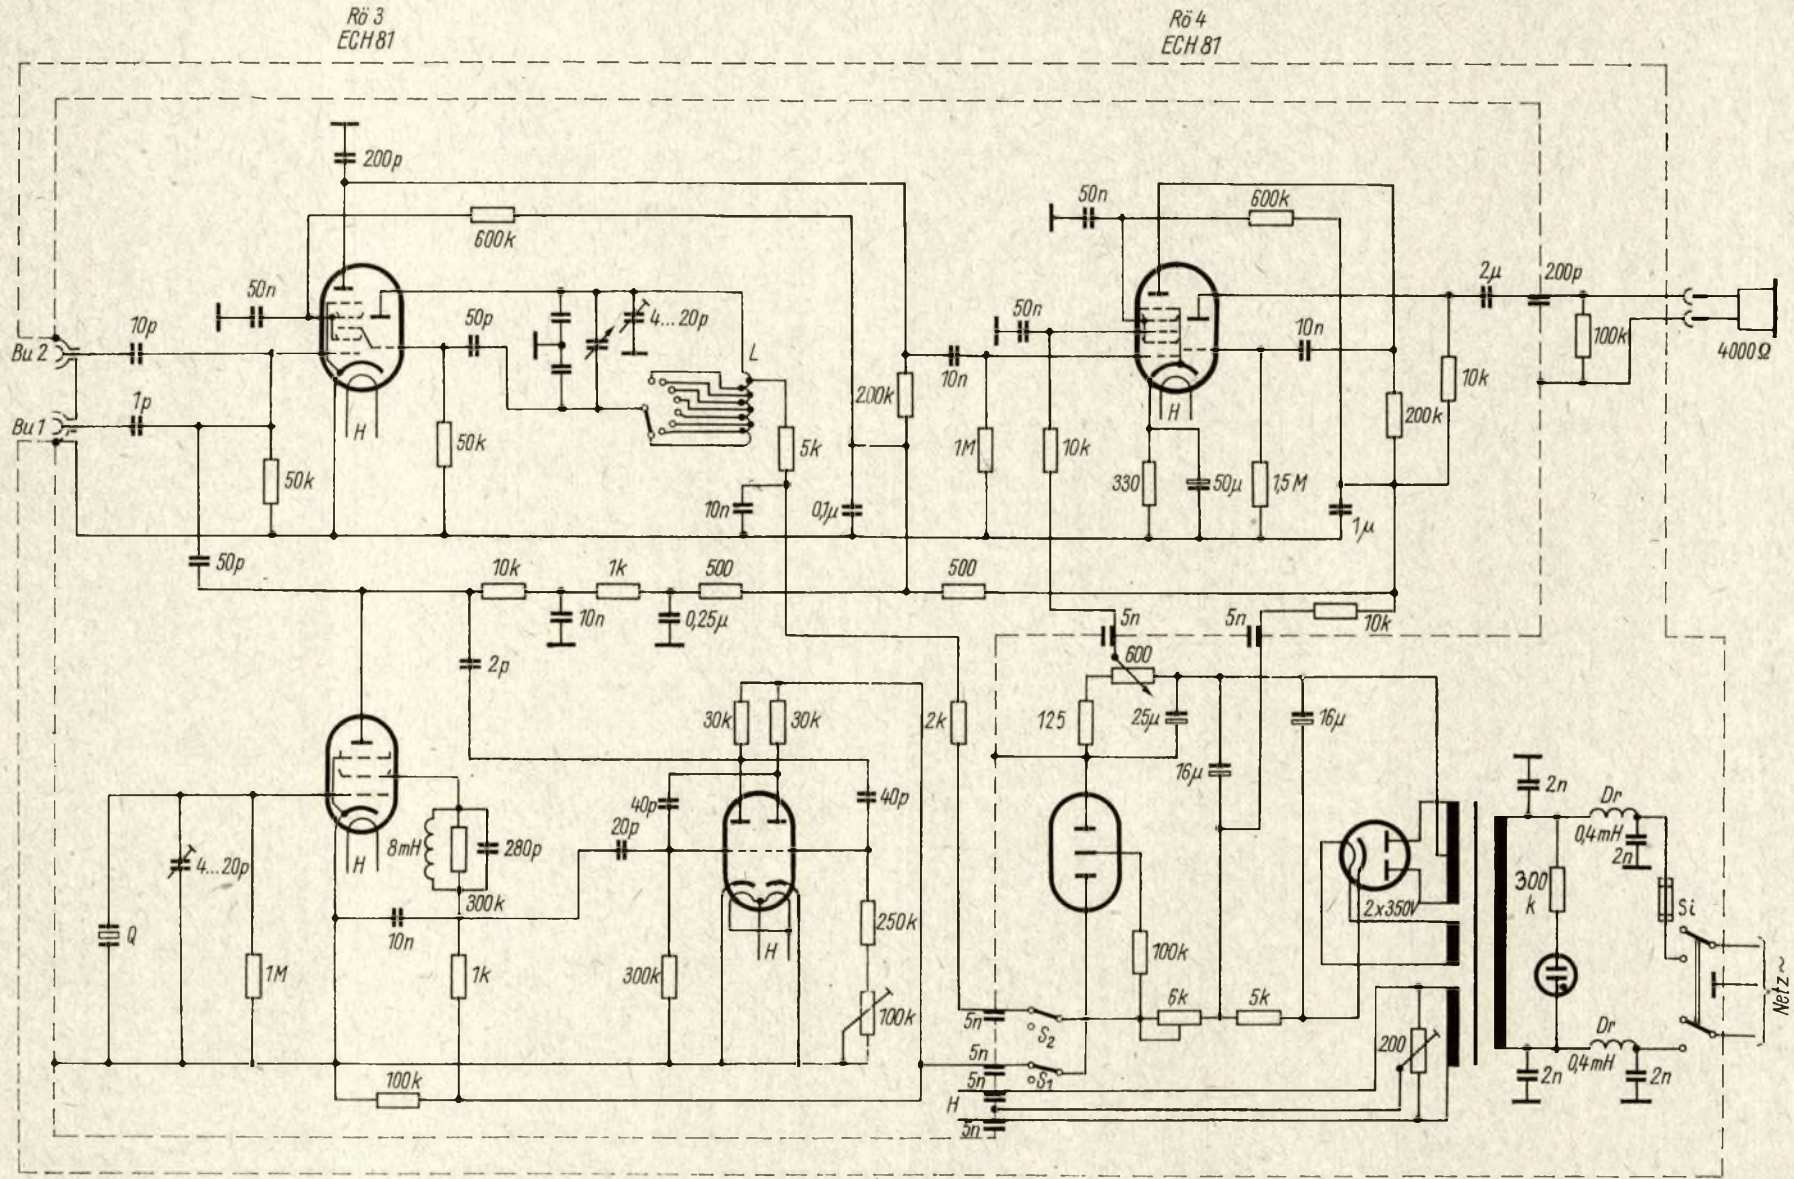 Rö 3
ECH 81
Rö 4
ECH 81
200p
600k
50n
10p
Bu 2
1p
Bu 1
50k
50p
H
50k
50p
4...20p
L
5k
10n
0,1µ
200k
50n
600k
50n
10n
1M
10k
H
330
50µ
10n
1,5M
1µ
200k
10k
2µ
200p
100k
4000Ω
10k
1k
500
500
10n
0,25µ
2p
5n
5n
10k
600
30k
30k
2k
125
25µ
16µ
16µ
4...20p
H
8mH
280p
300k
40p
20p
40p
2x350V
2n
Dr
0,4mH
2n
300
k
Si
Q
1M
10n
1k
300k
H
250k
100k
100k
6k
5k
5n
S2
5n
S1
5n
H
5n
200
100k
Dr
0,4mH
2n
2n
Netz~